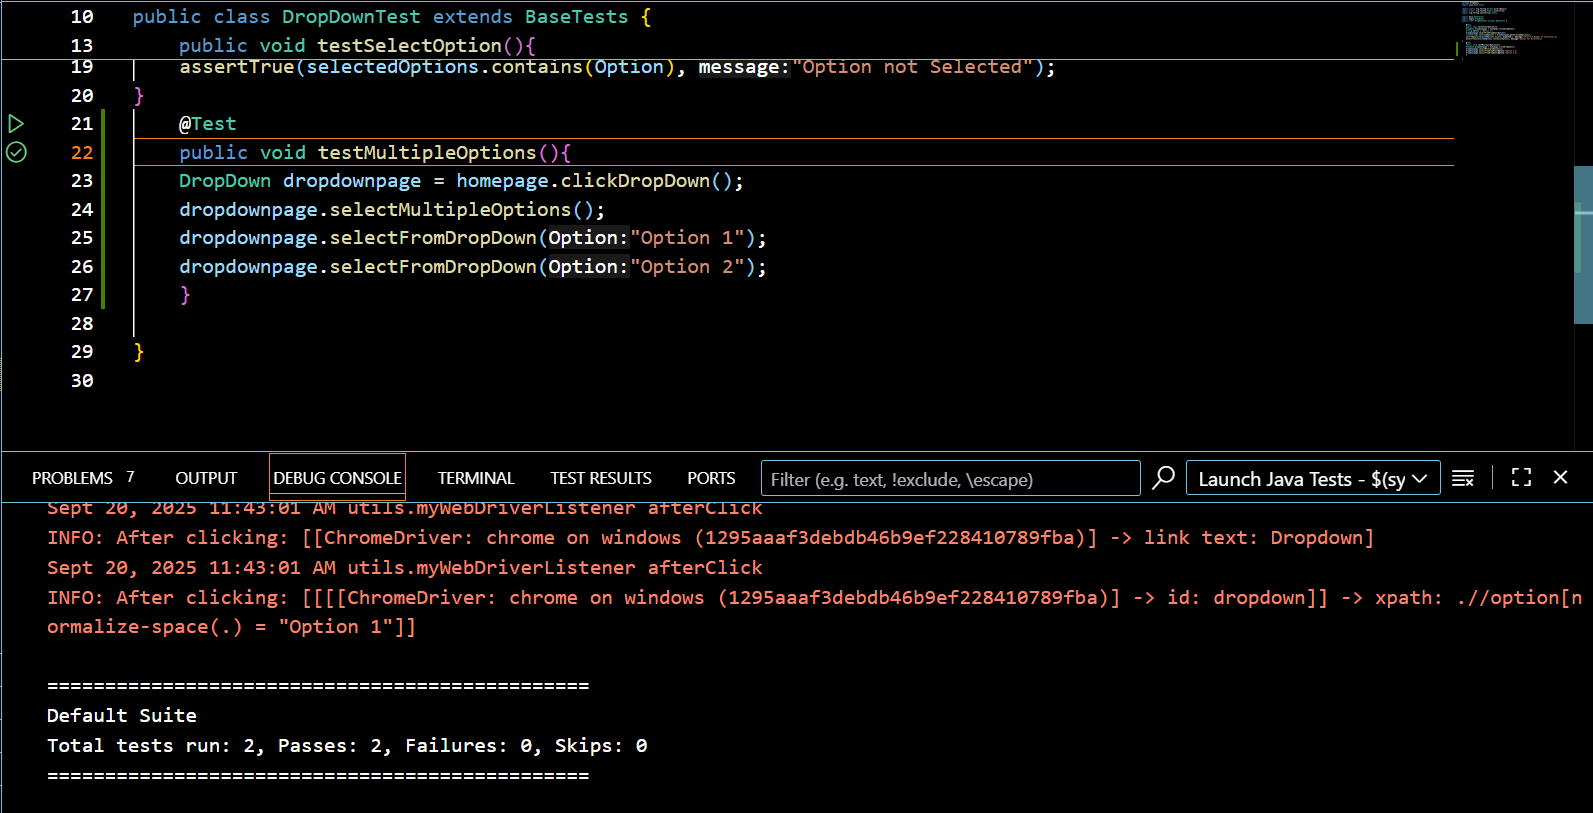 10 public class DropDownTest extends BaseTests {
13 public void testSelectOption(){
19 assertTrue(selectedOptions.contains(Option), message:"Option not Selected");
20 }
21 @Test
22 public void testMultipleOptions(){
23 DropDown dropdownpage = homepage.clickDropDown();
24 dropdownpage.selectMultipleOptions();
25 dropdownpage.selectFromDropDown(Option:"Option 1");
26 dropdownpage.selectFromDropDown(Option:"Option 2");
27 }
28
29 }
30
PROBLEMS 7 OUTPUT DEBUG CONSOLE TERMINAL TEST RESULTS PORTS Filter (e.g. text, !exclude, \escape) Launch Java Tests - $(sy
Sept 20, 2025 11:43:01 AM utils.myWebDriverListener afterClick
INFO: After clicking: [[ChromeDriver: chrome on windows (1295aaaf3debdb46b9ef228410789fba)] -> link text: Dropdown]
Sept 20, 2025 11:43:01 AM utils.myWebDriverListener afterClick
INFO: After clicking: [[[[ChromeDriver: chrome on windows (1295aaaf3debdb46b9ef228410789fba)] -> id: dropdown]] -> xpath: .//option[n
ormalize-space(.) = "Option 1"]]
===============================================
Default Suite
Total tests run: 2, Passes: 2, Failures: 0, Skips: 0
===============================================